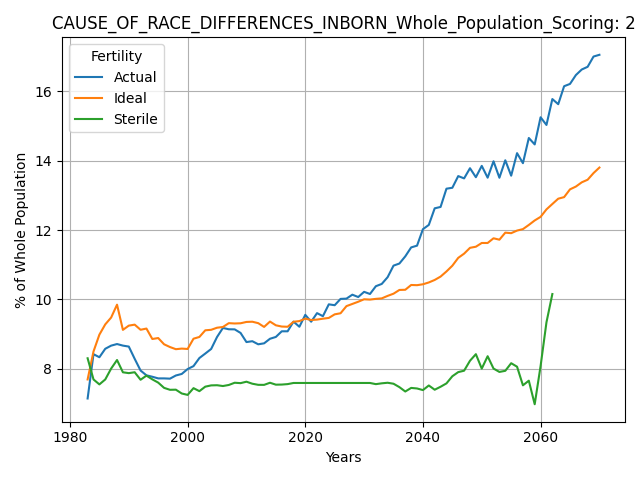 CAUSE_OF_RACE_DIFFERENCES_INBORN_Whole_Population_Scoring: 2
Fertility
Actual
Ideal
Sterile
16
14
12
10
8
% of Whole Population
1980
2000
2020
2040
2060
Years